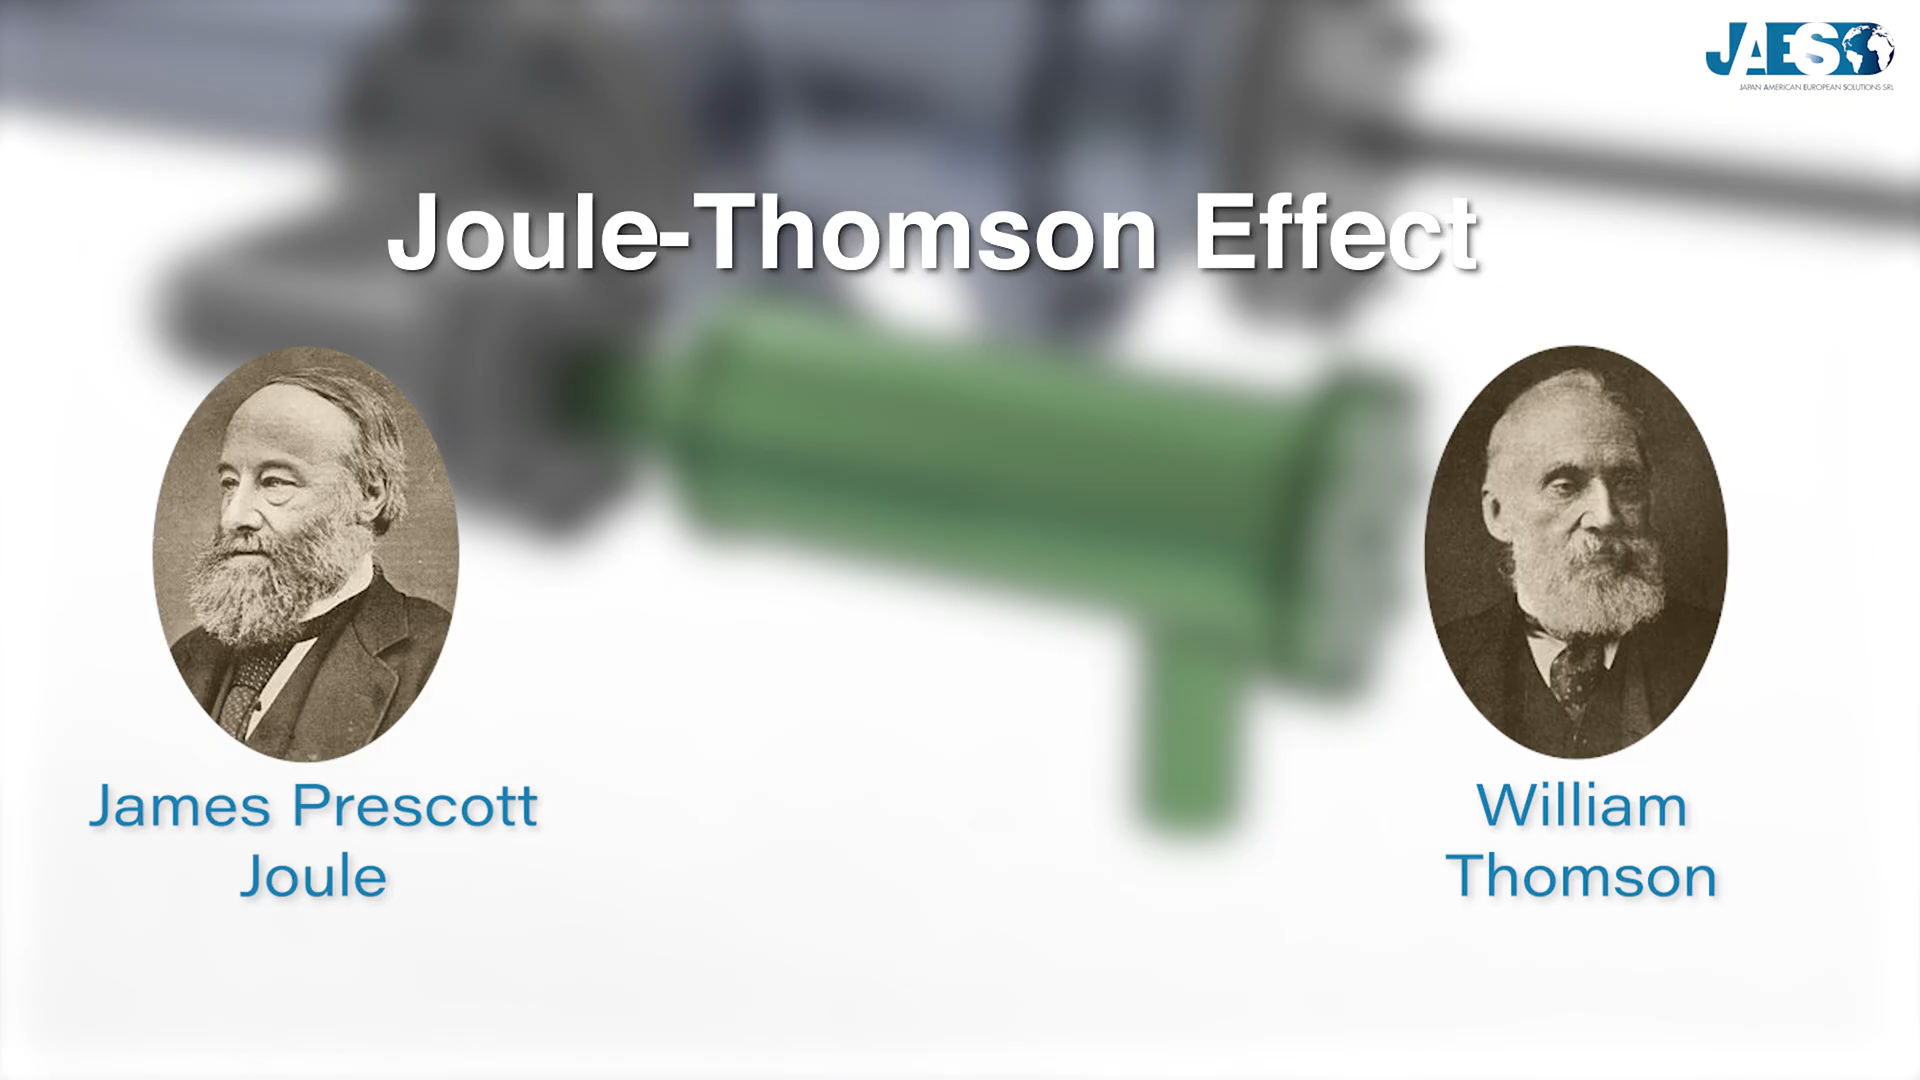 JAES
JAPAN AMERICAN EUROPEAN SOLUTIONS SRL
Joule-Thomson Effect
James Prescott
Joule
William
Thomson